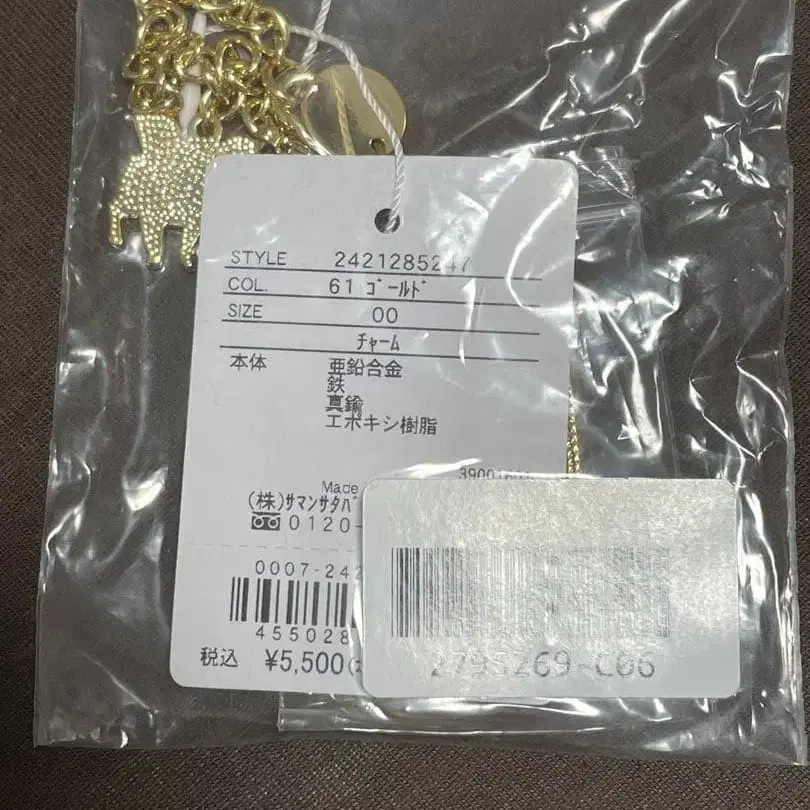 STYLE 2421285247
COL. 61 ゴールド
SIZE 00
チャーム
本体 亜鉛合金
鉄
真鍮
エポキシ樹脂
Made
(株)サマンサタバ
0120-
0007-242
455028
税込 ¥5,500
2795269-C06